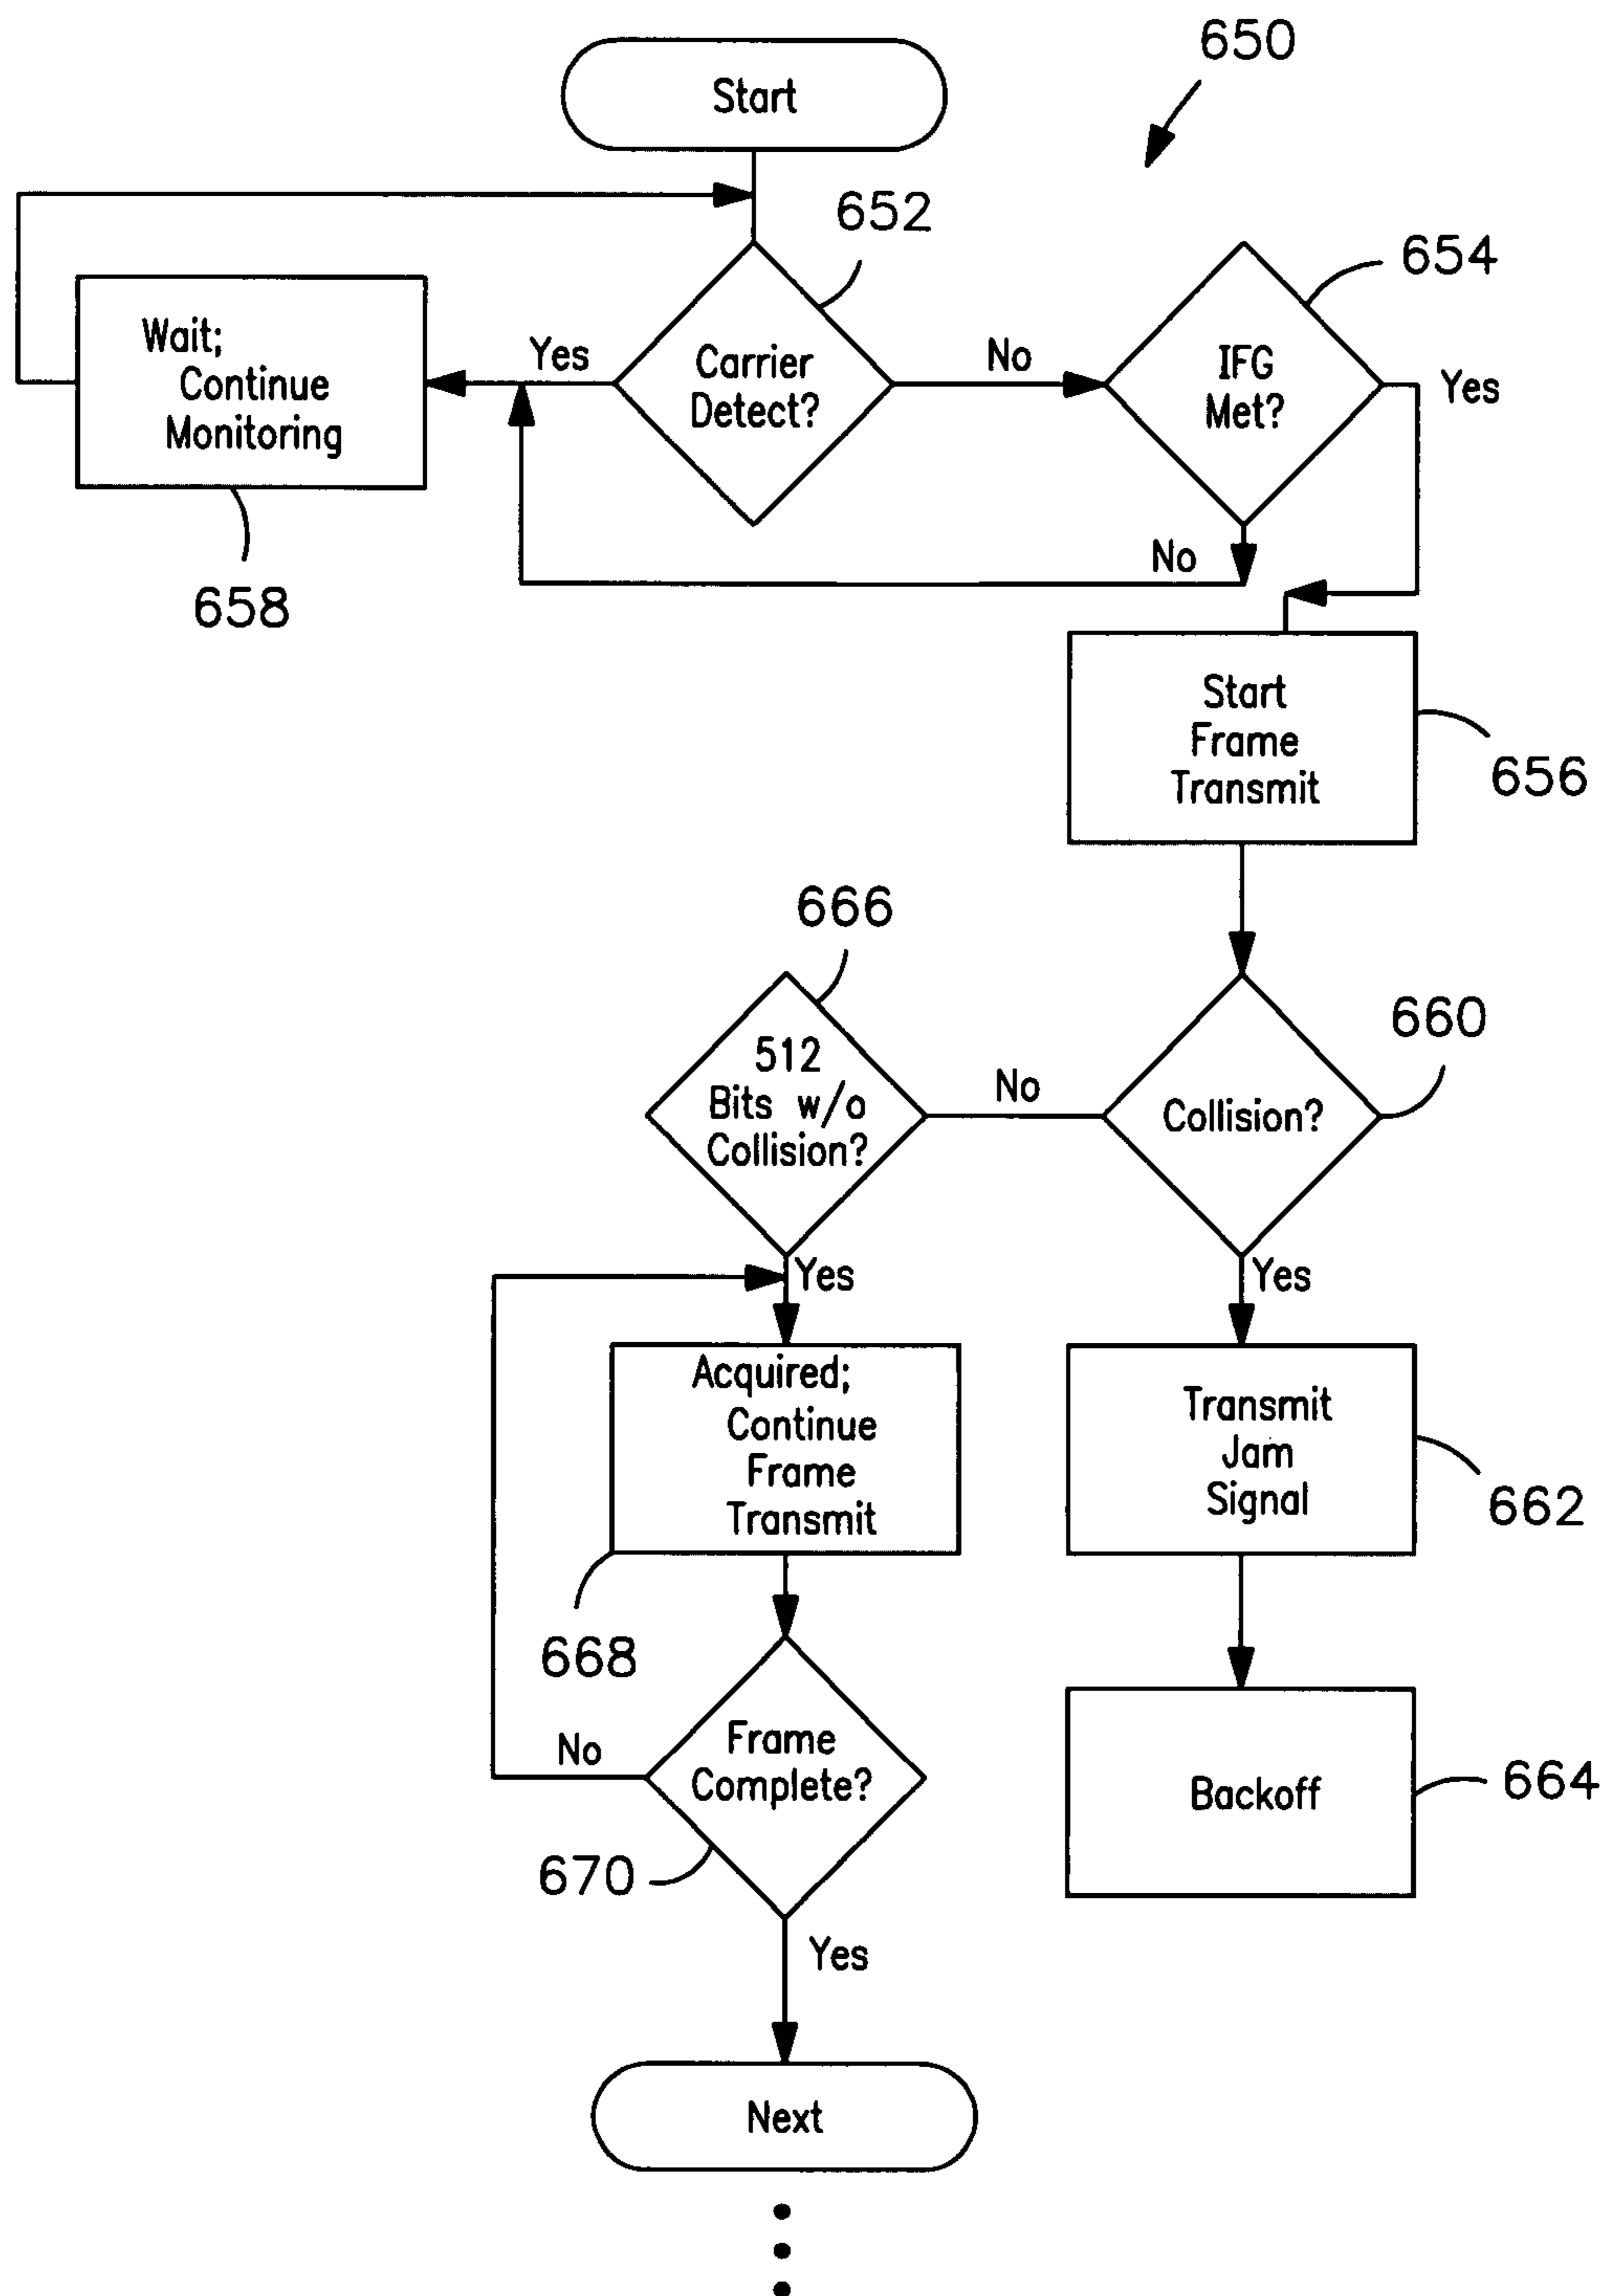 650
Start
652
654
Wait;
Continue
Monitoring
Yes
Carrier
Detect?
No
IFG
Met?
Yes
No
658
Start
Frame
Transmit
656
666
660
512
Bits w/o
Collision?
No
Collision?
Yes
Yes
Acquired;
Continue
Frame
Transmit
Transmit
Jam
Signal
662
668
No
Frame
Complete?
Backoff
664
670
Yes
Next